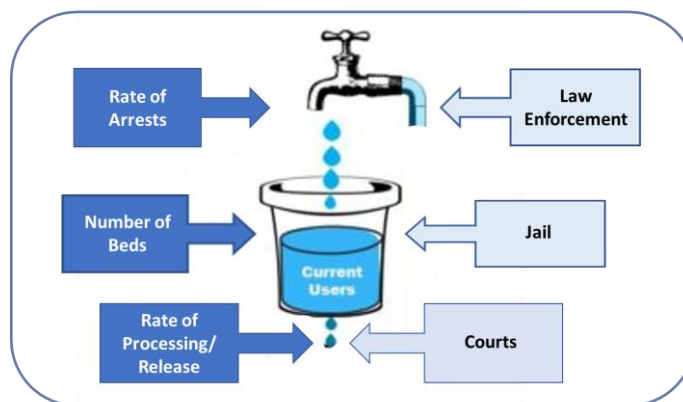 Rate of
Arrests
Law
Enforcement
Number of
Beds
Jail
Current
Users
Rate of
Processing/
Release
Courts